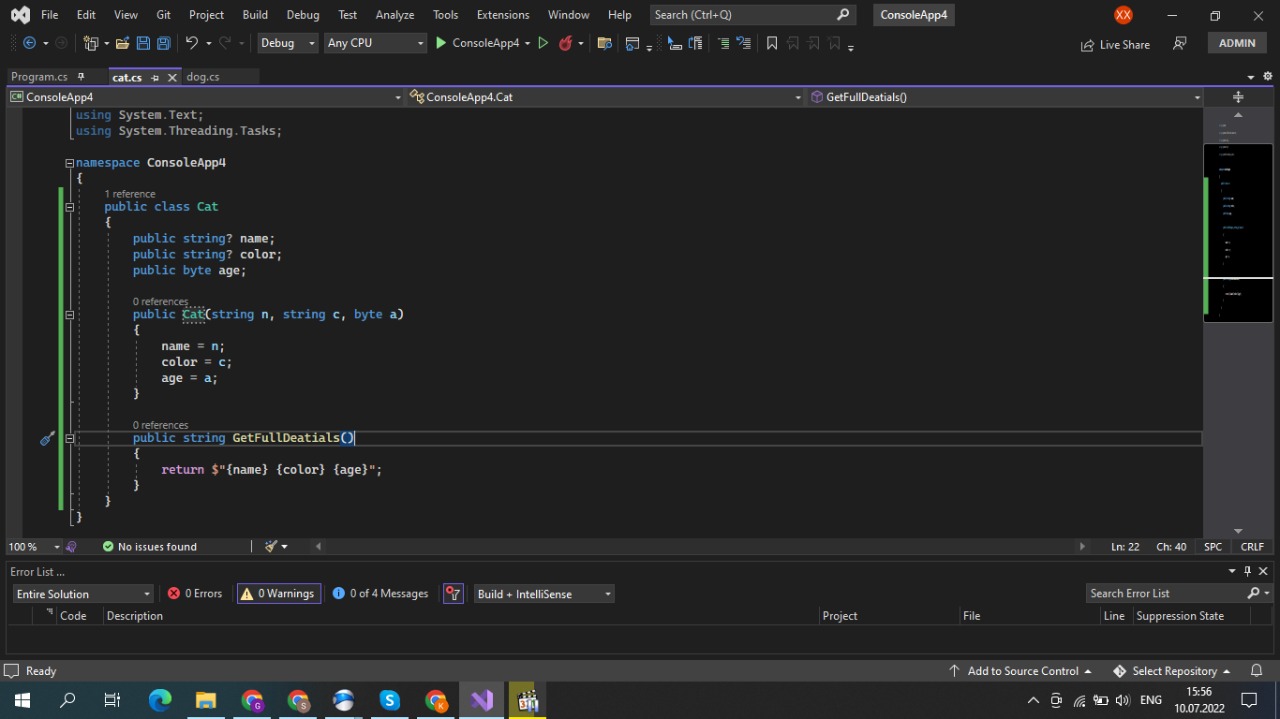 File Edit View Git Project Build Debug Test Analyze Tools Extensions Window Help Search (Ctrl+Q) ConsoleApp4 XX
Debug Any CPU ConsoleApp4 Live Share ADMIN
Program.cs cat.cs dog.cs
ConsoleApp4 ConsoleApp4.Cat GetFullDeatials()
using System.Text;
using System.Threading.Tasks;
namespace ConsoleApp4
{
1 reference
public class Cat
{
public string? name;
public string? color;
public byte age;
0 references
public Cat(string n, string c, byte a)
{
name = n;
color = c;
age = a;
}
0 references
public string GetFullDeatials()
{
return $"{name} {color} {age}";
}
}
}
100 % No issues found Ln: 22 Ch: 40 SPC CRLF
Error List ...
Entire Solution 0 Errors 0 Warnings 0 of 4 Messages Build + IntelliSense Search Error List
Code Description Project File Line Suppression State
Ready Add to Source Control Select Repository
ENG 15:56
10.07.2022